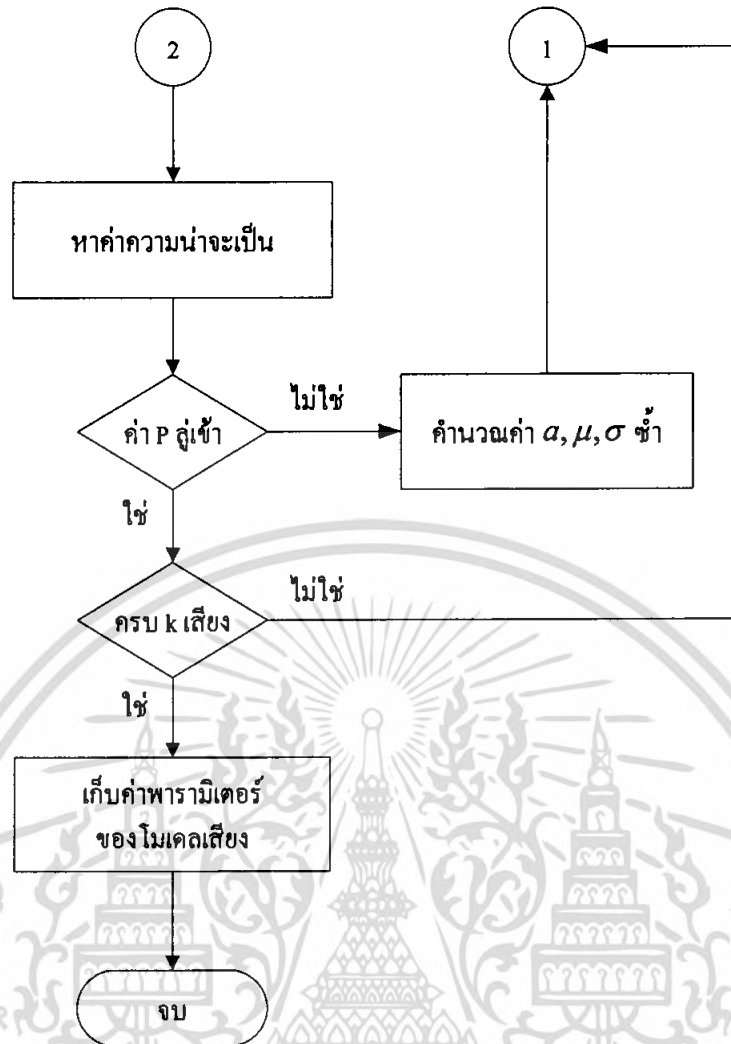 2
1
หาค่าความน่าจะเป็น
ค่า P ลู่เข้า
ไม่ใช่
คำนวณค่า a, μ, σ ซ้ำ
ใช่
ครบ k เสียง
ไม่ใช่
ใช่
เก็บค่าพารามิเตอร์
ของโมเดลเสียง
จบ